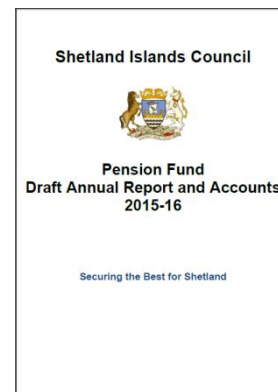 Shetland Islands Council
Pension Fund
Draft Annual Report and Accounts
2015-16
Securing the Best for Shetland